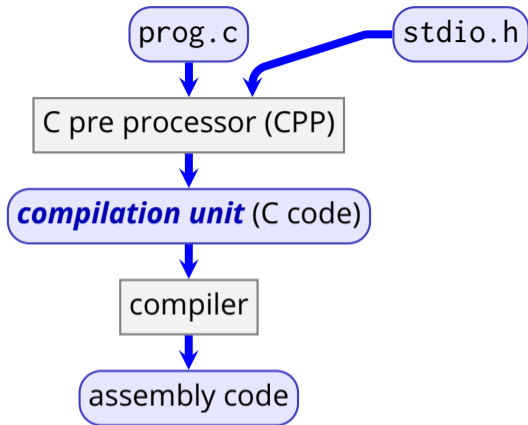 prog.c
stdio.h
C pre processor (CPP)
compilation unit (C code)
compiler
assembly code